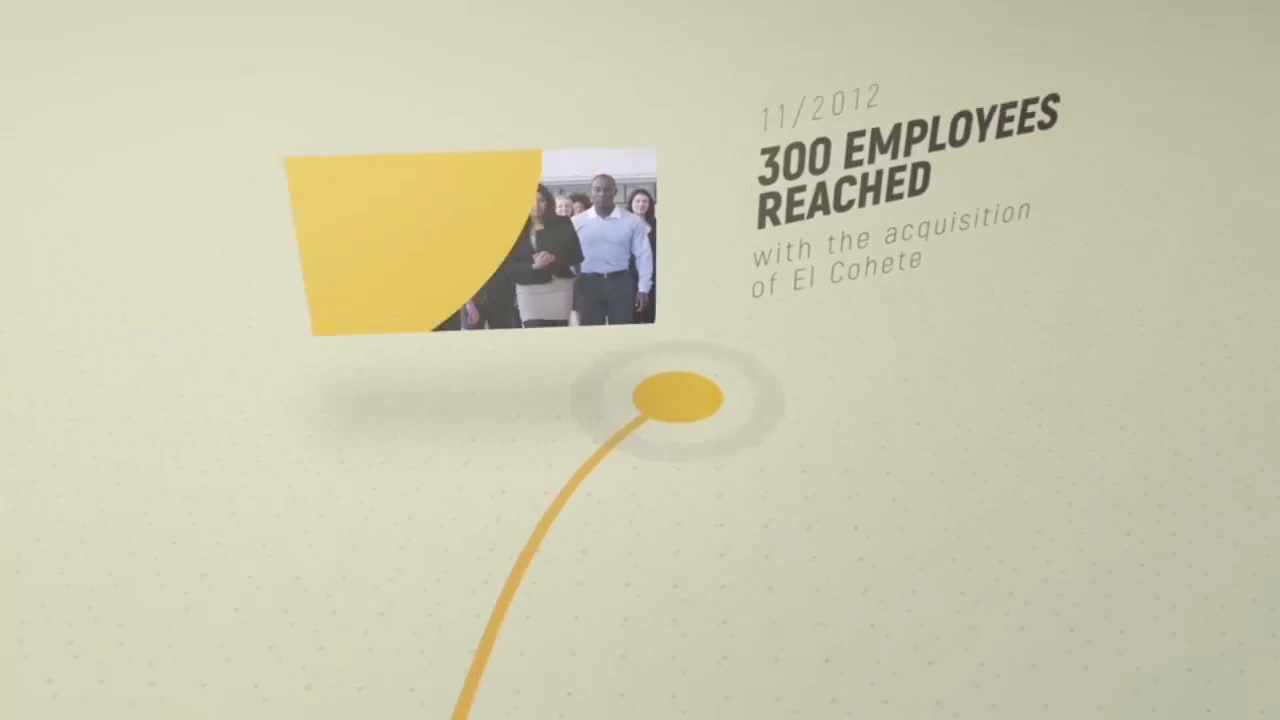 11/2012
300 EMPLOYEES
REACHED
with the acquisition
of El Cohete